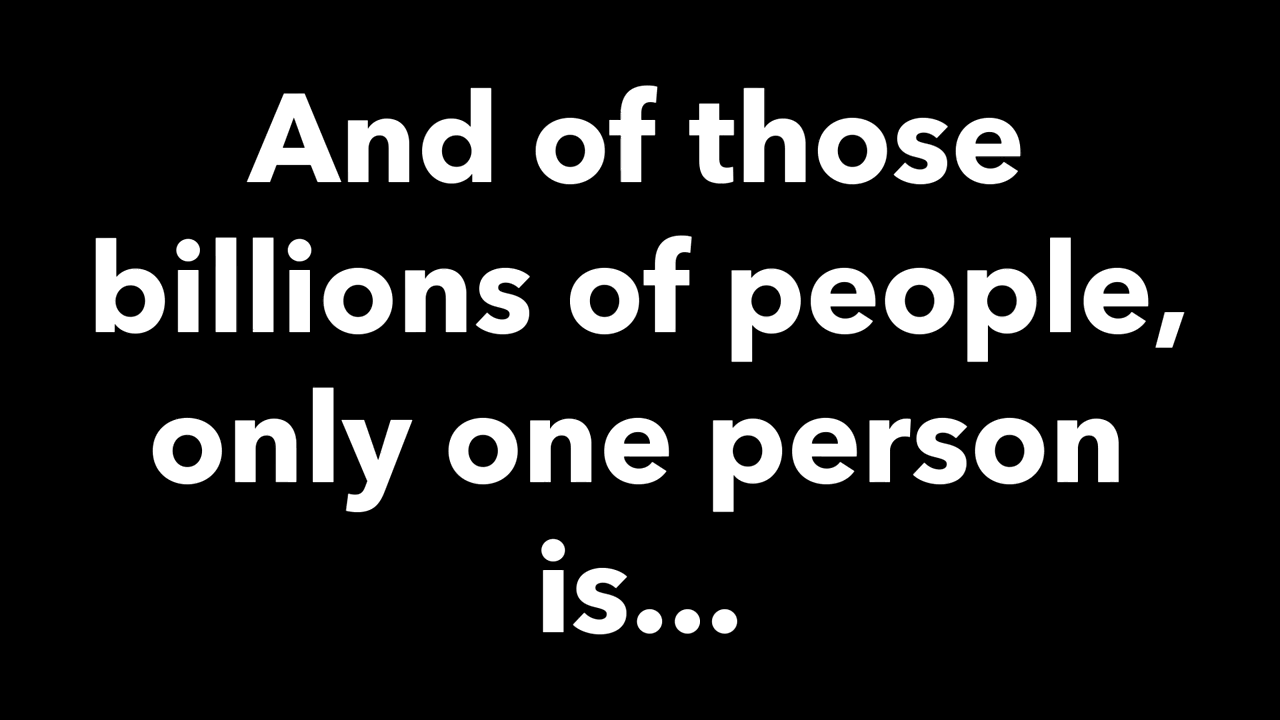 And of those
billions of people,
only one person
is...